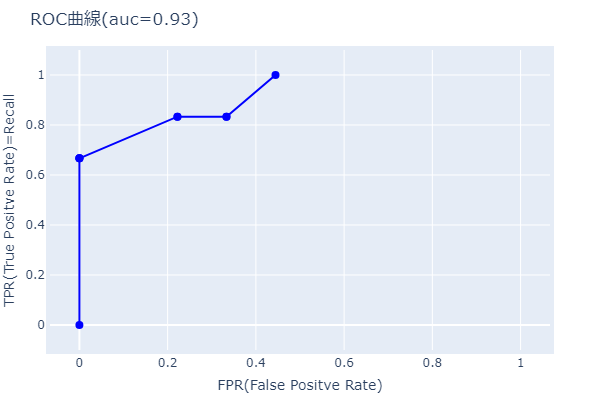 ROC曲線(auc=0.93)
TPR(True Positve Rate)=Recall
1
0.8
0.6
0.4
0.2
0
0 0.2 0.4 0.6 0.8 1
FPR(False Positve Rate)